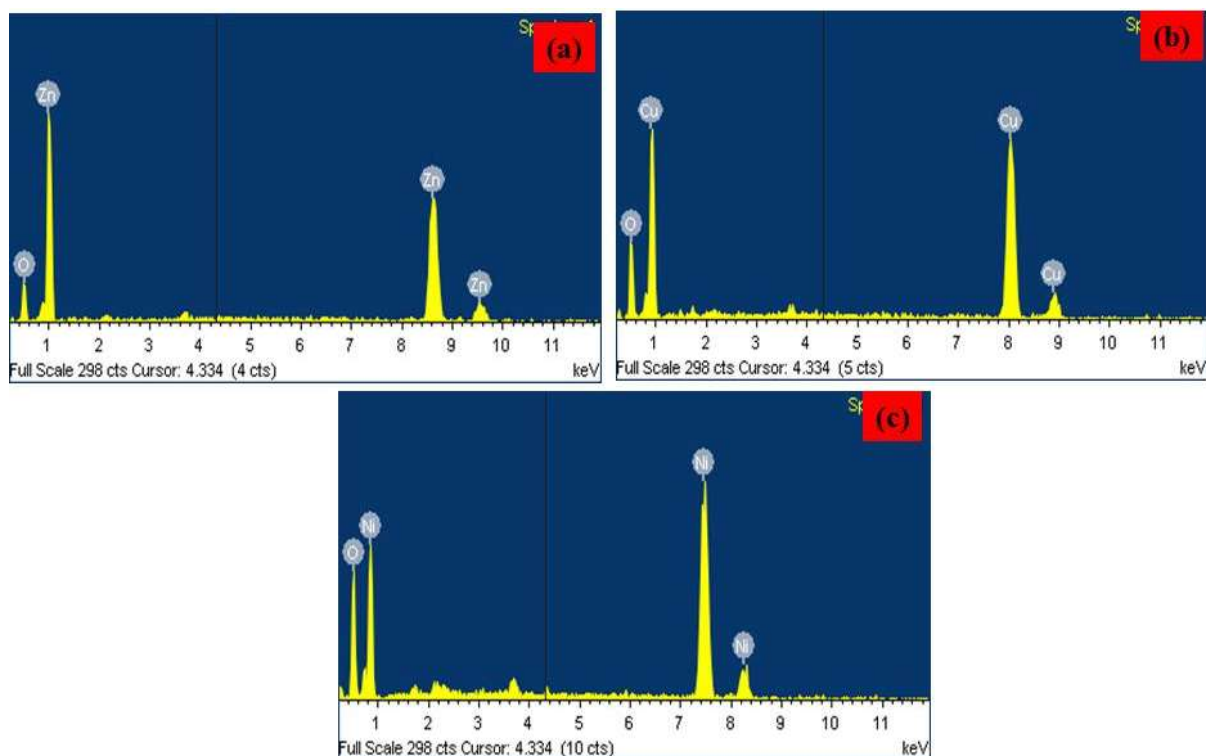 Sp
(a)
Zn
Zn
O
Zn
1 2 3 4 5 6 7 8 9 10 11
Full Scale 298 cts Cursor: 4.334 (4 cts)
keV
Sp
(b)
Cu
Cu
O
Cu
1 2 3 4 5 6 7 8 9 10 11
Full Scale 298 cts Cursor: 4.334 (5 cts)
keV
Sp
(c)
Ni
Ni
O
Ni
1 2 3 4 5 6 7 8 9 10 11
Full Scale 298 cts Cursor: 4.334 (10 cts)
keV